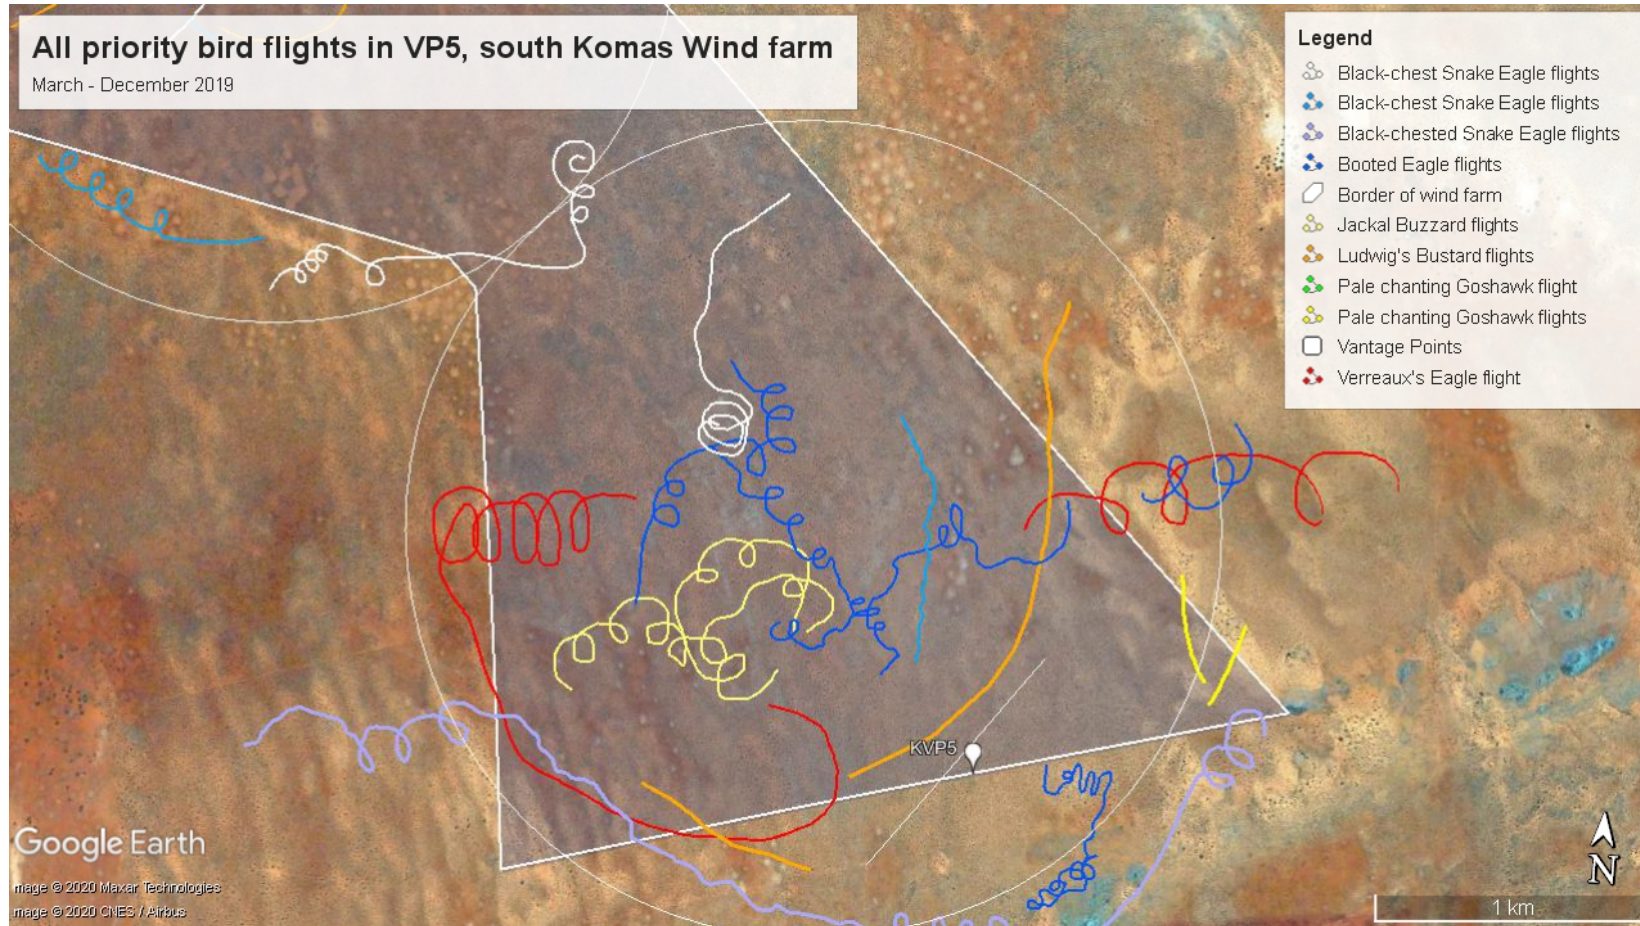 All priority bird flights in VP5, south Komas Wind farm
March - December 2019
Legend
Black-chest Snake Eagle flights
Black-chest Snake Eagle flights
Black-chested Snake Eagle flights
Booted Eagle flights
Border of wind farm
Jackal Buzzard flights
Ludwig's Bustard flights
Pale chanting Goshawk flight
Pale chanting Goshawk flights
Vantage Points
Verreaux's Eagle flight
KVP5
Google Earth
mage © 2020 Maxar Technologies
mage © 2020 CNES / Airbus
N
1 km